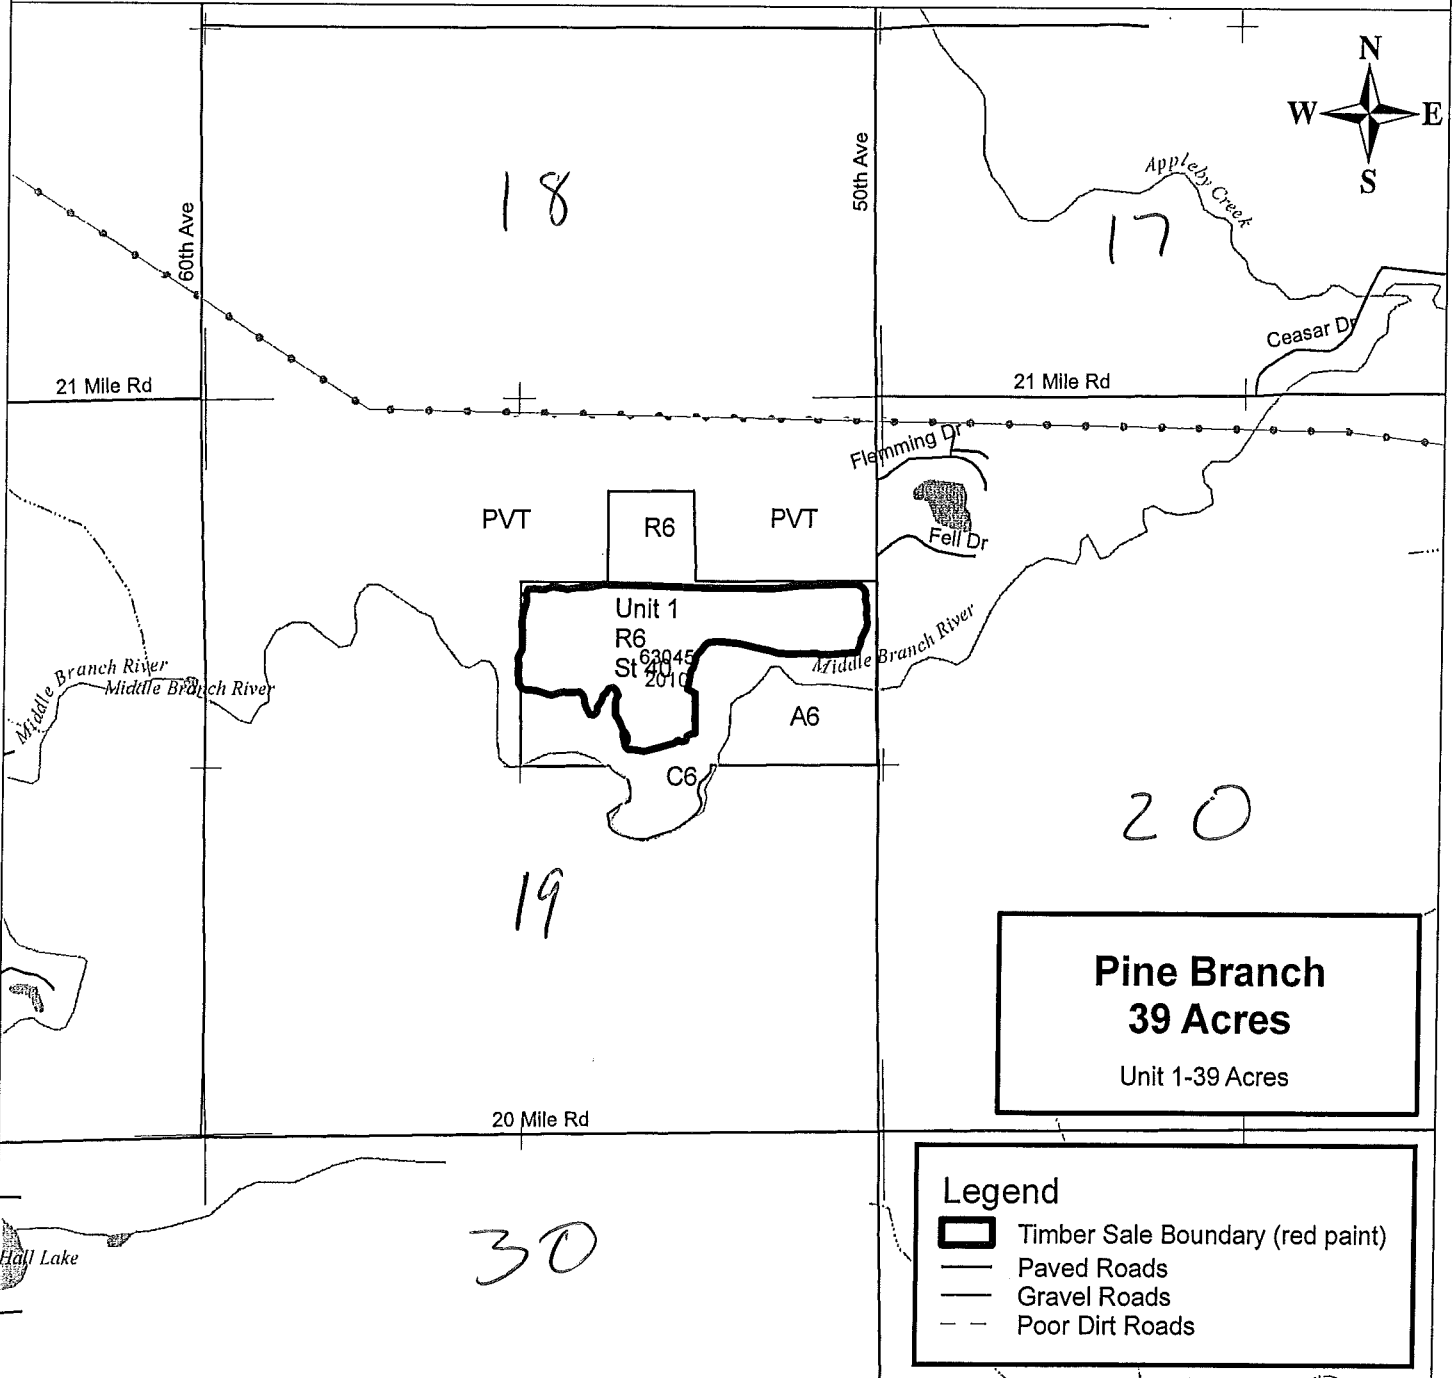 N
W E
S
18
50th Ave
Appleby Creek
17
60th Ave
Ceasar Dr
21 Mile Rd
21 Mile Rd
Flemming Dr
PVT
R6
PVT
Fell Dr
Unit 1
R6
St 40
63045
2010
Middle Branch River
Middle Branch River
Middle Branch River
A6
C6
20
19
Pine Branch
39 Acres
Unit 1-39 Acres
20 Mile Rd
Legend
Timber Sale Boundary (red paint)
Paved Roads
Gravel Roads
Poor Dirt Roads
Hall Lake
30